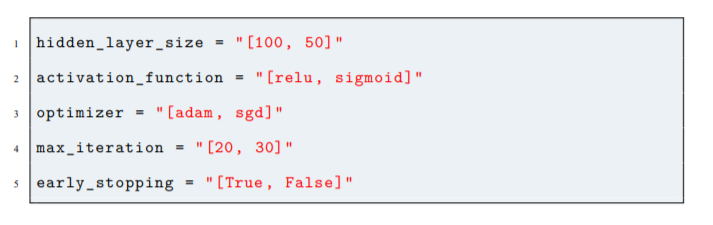 1 hidden_layer_size = "[100, 50]"
2 activation_function = "[relu, sigmoid]"
3 optimizer = "[adam, sgd]"
4 max_iteration = "[20, 30]"
5 early_stopping = "[True, False]"